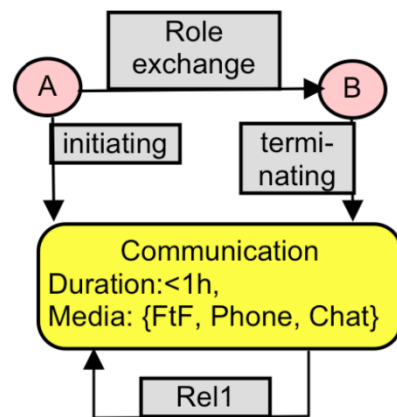 Role
exchange
A
B
initiating
termi-
nating
Communication
Duration:<1h,
Media: {FtF, Phone, Chat}
Rel1